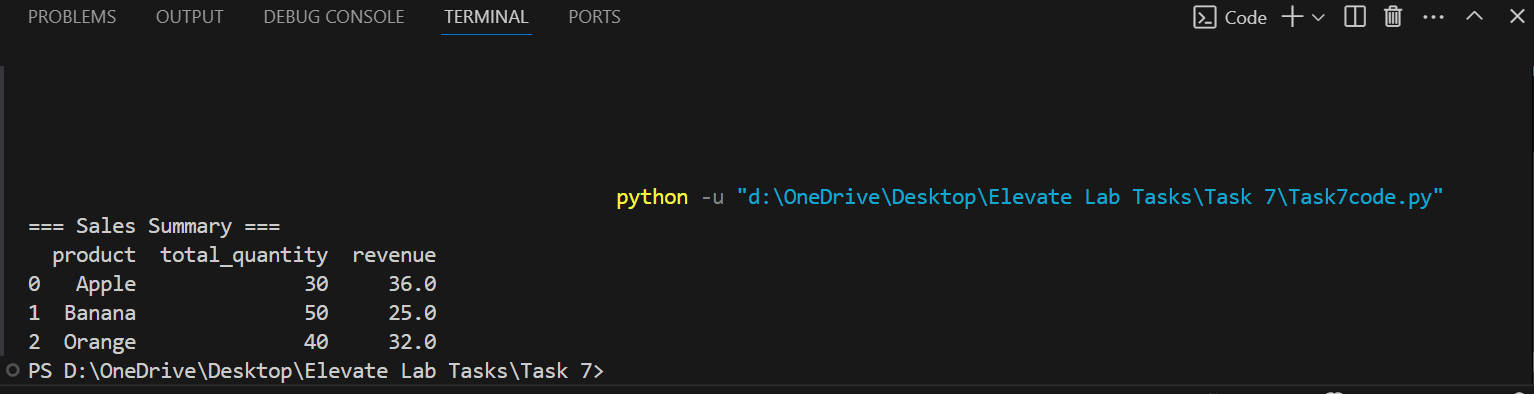 PROBLEMS OUTPUT DEBUG CONSOLE TERMINAL PORTS Code
python -u "d:\OneDrive\Desktop\Elevate Lab Tasks\Task 7\Task7code.py"
=== Sales Summary ===
  product  total_quantity  revenue
0   Apple              30     36.0
1  Banana              50     25.0
2  Orange              40     32.0
PS D:\OneDrive\Desktop\Elevate Lab Tasks\Task 7>